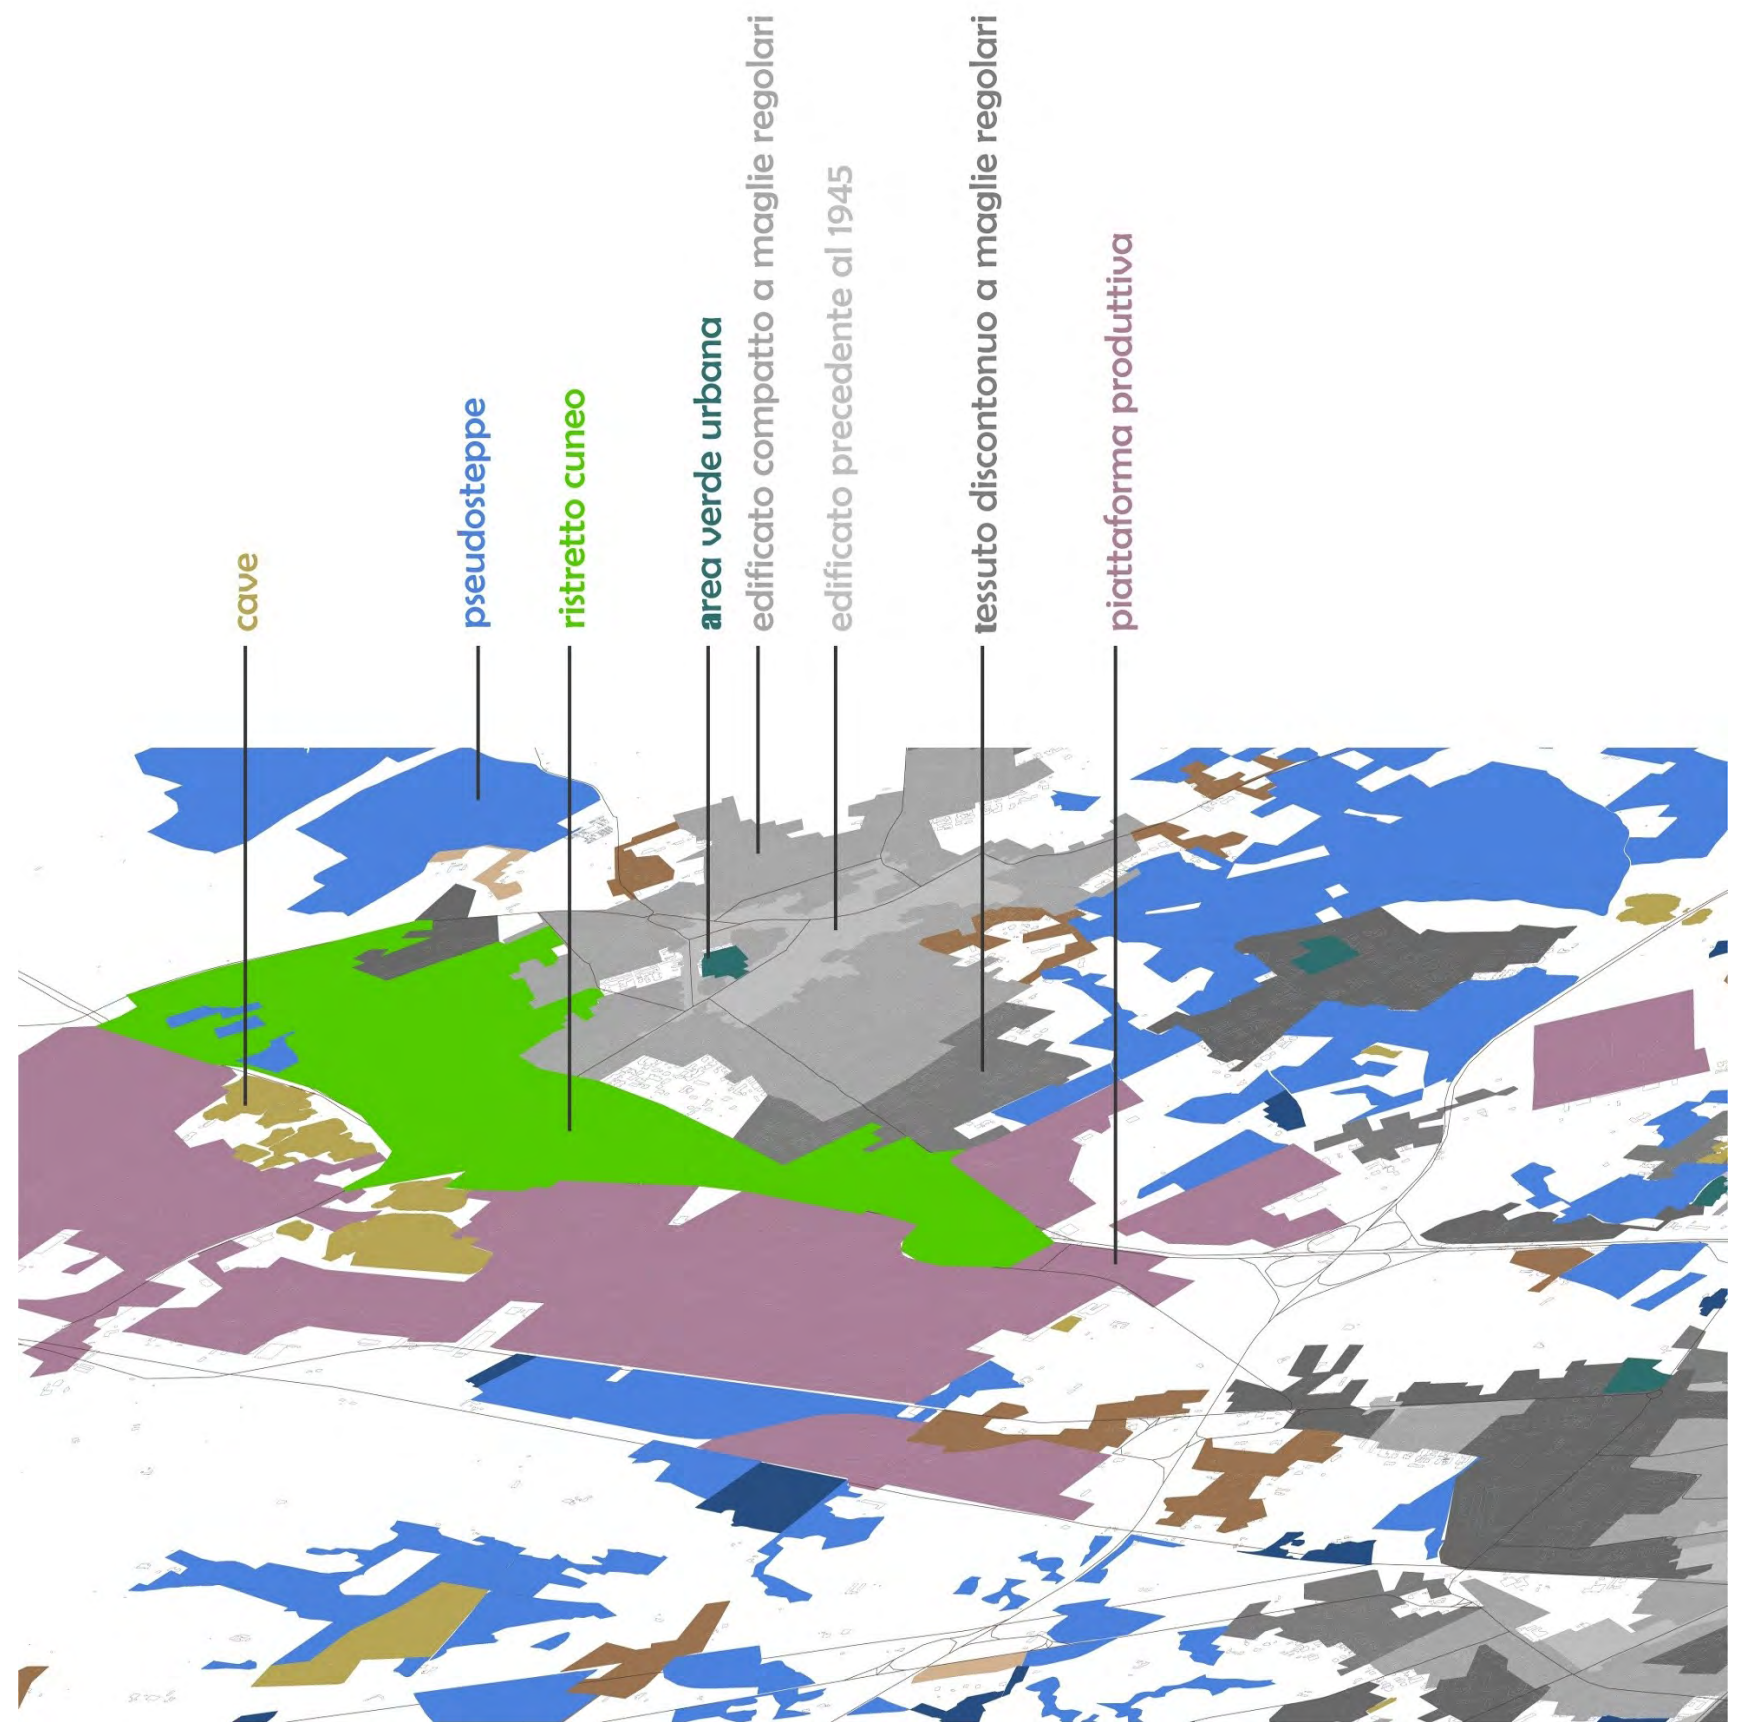 cave
pseudosteppe
ristretto cuneo
area verde urbana
edificato compatto a maglie regolari
edificato precedente al 1945
tessuto discontonuo a maglie regolari
piattaforma produttiva